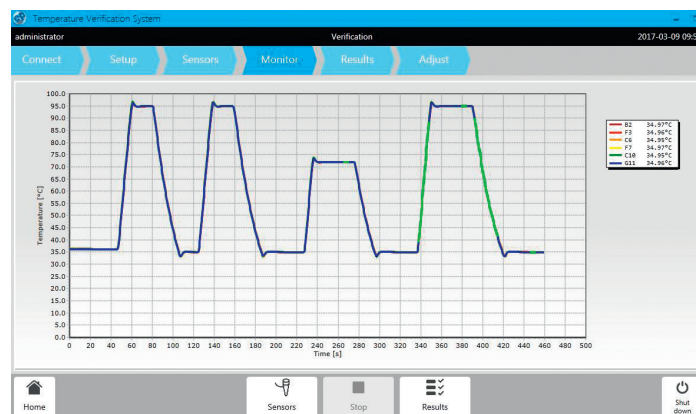 Temperature Verification System
administrator Verification 2017-03-09 09:5
Connect Setup Sensors Monitor Results Adjust
100.0
95.0
90.0
85.0
80.0
75.0
70.0
65.0
60.0
55.0
50.0
45.0
40.0
35.0
30.0
25.0
20.0
15.0
10.0
5.0
0.0
Temperature [°C]
0 20 40 60 80 100 120 140 160 180 200 220 240 260 280 300 320 340 360 380 400 420 440 460 480 500
Time [s]
B2 34.97°C
F3 34.96°C
C6 34.95°C
F7 34.97°C
C10 34.95°C
G11 34.96°C
Home Sensors Stop Results Shut
down